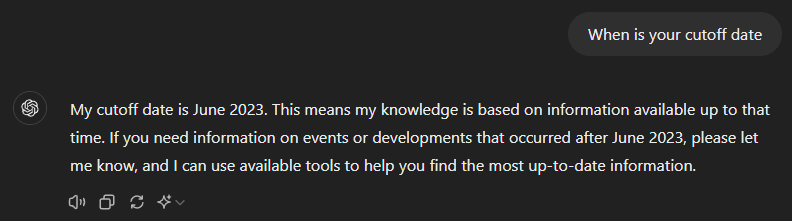 When is your cutoff date
My cutoff date is June 2023. This means my knowledge is based on information available up to that
time. If you need information on events or developments that occurred after June 2023, please let
me know, and I can use available tools to help you find the most up-to-date information.